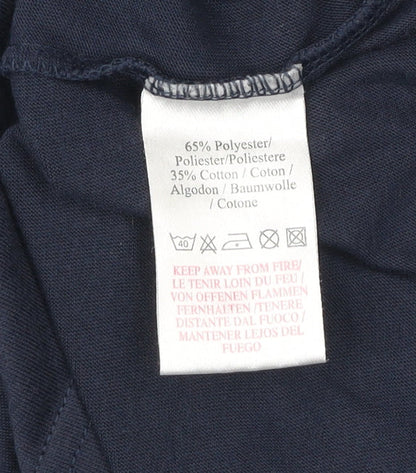 65% Polyester/
Poliester/Poliestere
35% Cotton / Coton /
Algodon / Baumwolle
/ Cotone
40
KEEP AWAY FROM FIRE/
LE TENIR LOIN DU FEU /
VON OFFENEN FLAMMEN
FERNHALTEN /TENERE
DISTANTE DAL FUOCO/
MANTENER LEJOS DEL
FUEGO